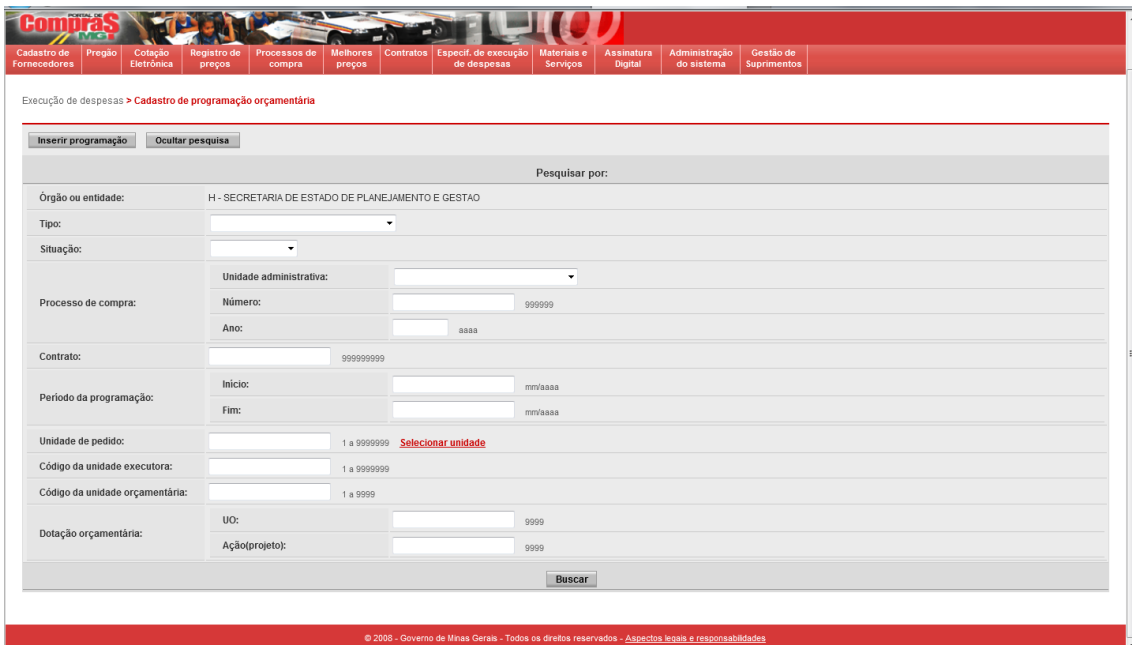 PORTAL DE
ComprаS
MG
Cadastro de Fornecedores
Pregão
Cotação Eletrônica
Registro de preços
Processos de compra
Melhores preços
Contratos
Especif. de execução de despesas
Materiais e Serviços
Assinatura Digital
Administração do sistema
Gestão de Suprimentos
Execução de despesas > Cadastro de programação orçamentária
Inserir programação Ocultar pesquisa
Pesquisar por:
Órgão ou entidade: H - SECRETARIA DE ESTADO DE PLANEJAMENTO E GESTAO
Tipo:
Situação:
Processo de compra:
Unidade administrativa:
Número: 999999
Ano: aaaa
Contrato: 999999999
Período da programação:
Início: mm/aaaa
Fim: mm/aaaa
Unidade de pedido: 1 a 9999999 Selecionar unidade
Código da unidade executora: 1 a 9999999
Código da unidade orçamentária: 1 a 9999
Dotação orçamentária:
UO: 9999
Ação(projeto): 9999
Buscar
© 2008 - Governo de Minas Gerais - Todos os direitos reservados - Aspectos legais e responsabilidades